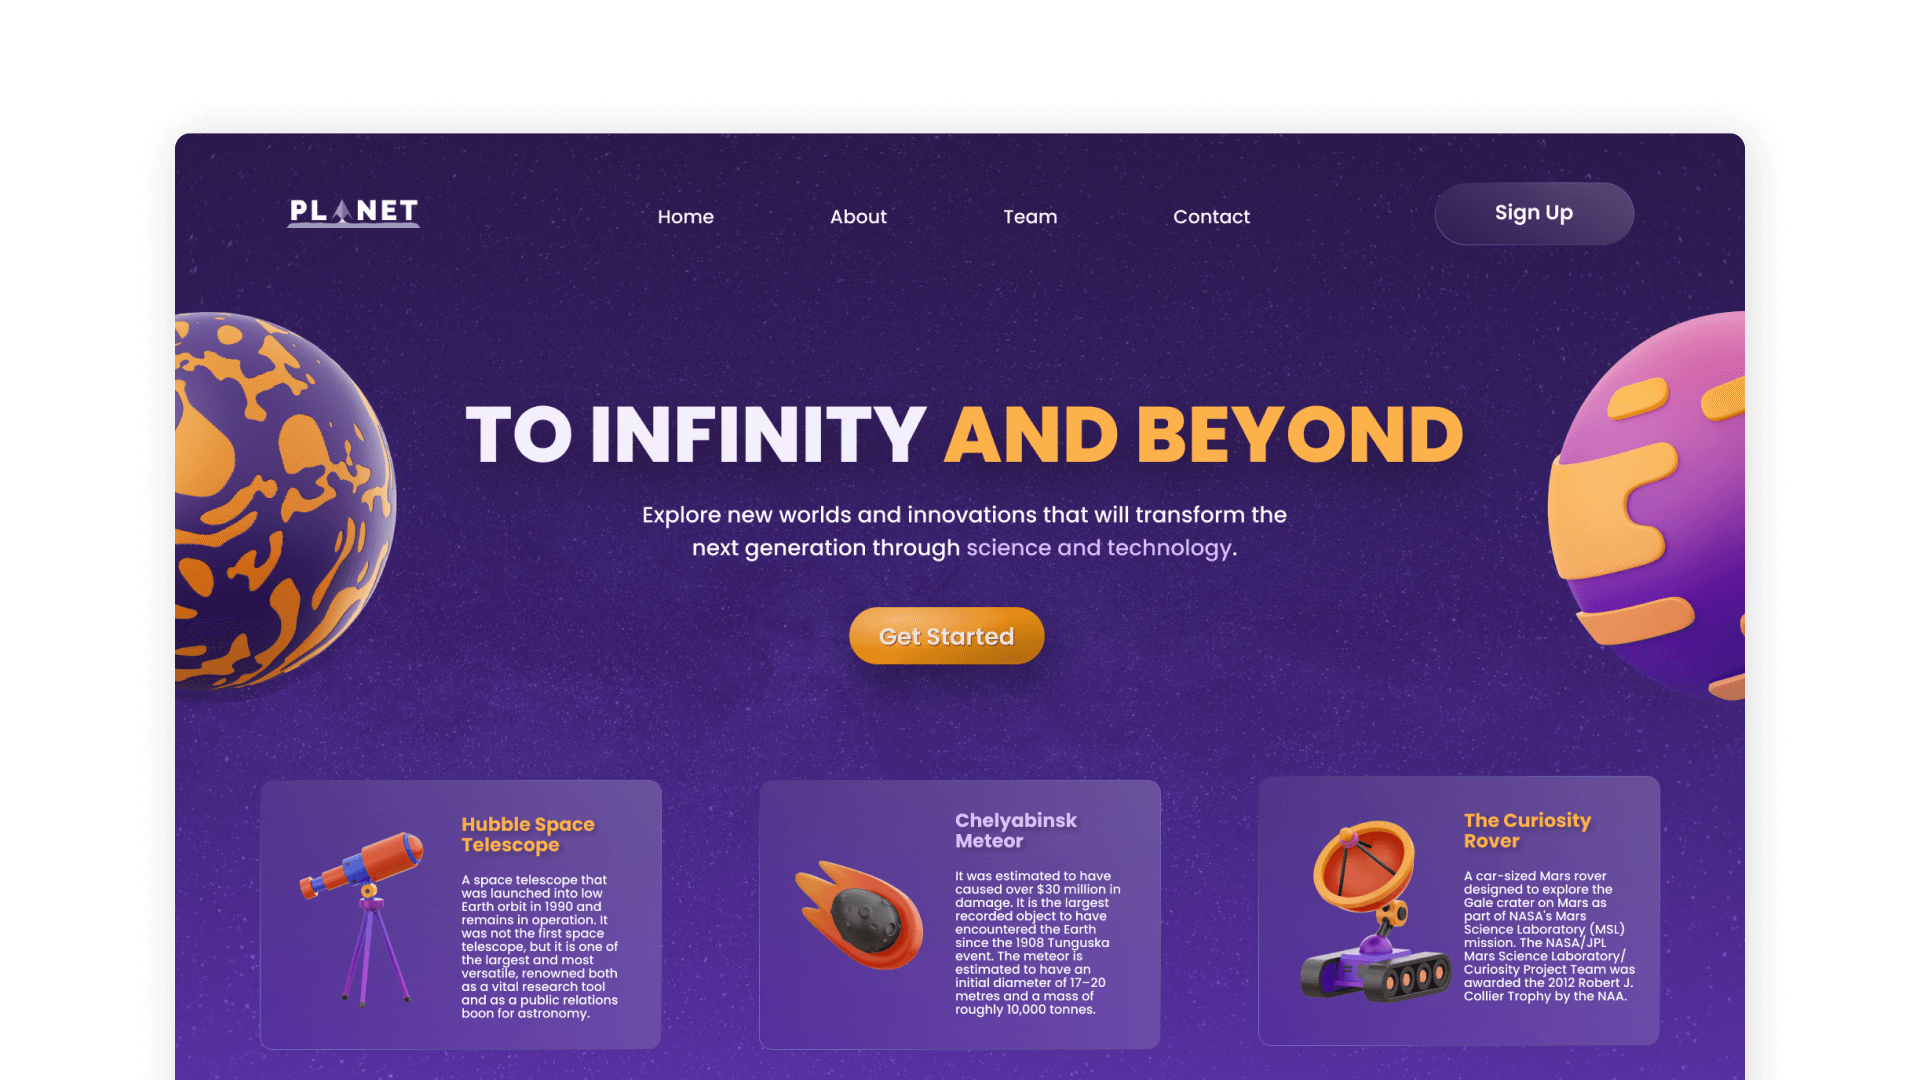 PLANET
Home
About
Team
Contact
Sign Up
TO INFINITY AND BEYOND
Explore new worlds and innovations that will transform the
next generation through science and technology.
Get Started
Hubble Space
Telescope
A space telescope that
was launched into low
Earth orbit in 1990 and
remains in operation. It
was not the first space
telescope, but it is one of
the largest and most
versatile, renowned both
as a vital research tool
and as a public relations
boon for astronomy.
Chelyabinsk
Meteor
It was estimated to have
caused over $30 million in
damage. It is the largest
recorded object to have
encountered the Earth
since the 1908 Tunguska
event. The meteor is
estimated to have an
initial diameter of 17–20
metres and a mass of
roughly 10,000 tonnes.
The Curiosity
Rover
A car-sized Mars rover
designed to explore the
Gale crater on Mars as
part of NASA's Mars
Science Laboratory (MSL)
mission. The NASA/JPL
Mars Science Laboratory/
Curiosity Project Team was
awarded the 2012 Robert J.
Collier Trophy by the NAA.